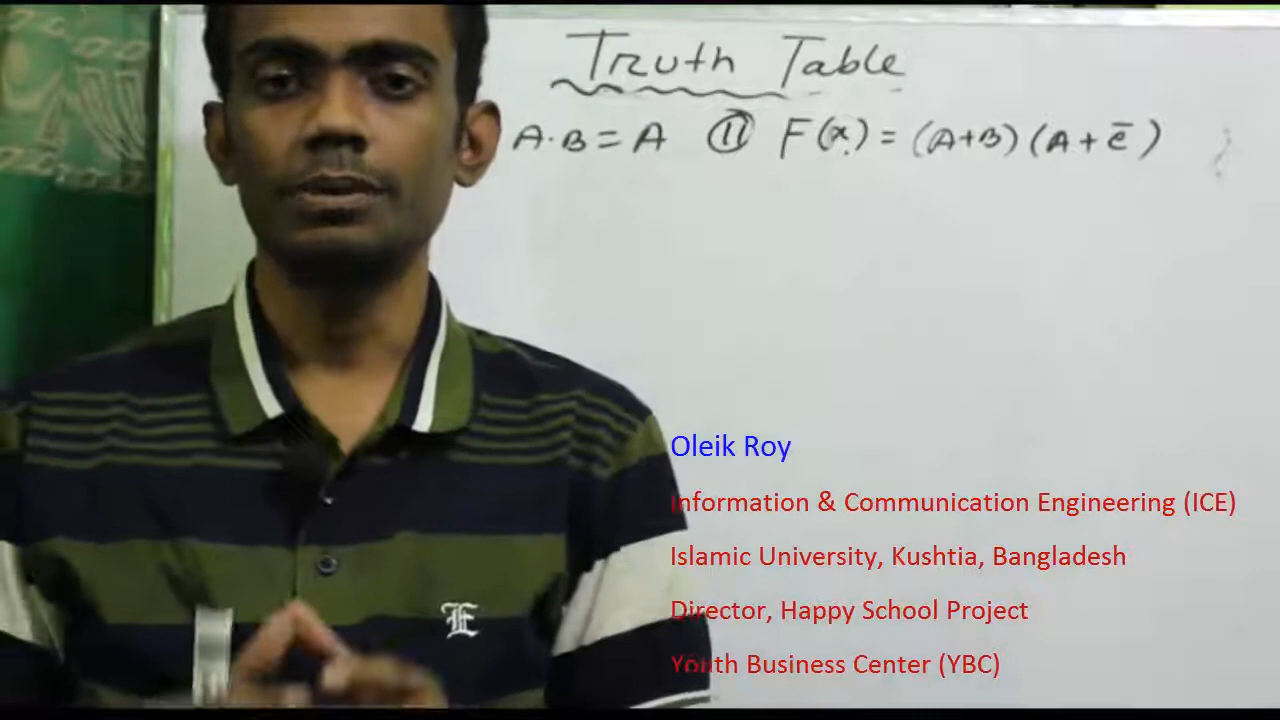 Truth Table
A·B = A ⑪ F(x) = (A+B)(A+c̄)
Oleik Roy
Information & Communication Engineering (ICE)
Islamic University, Kushtia, Bangladesh
Director, Happy School Project
Youth Business Center (YBC)
E